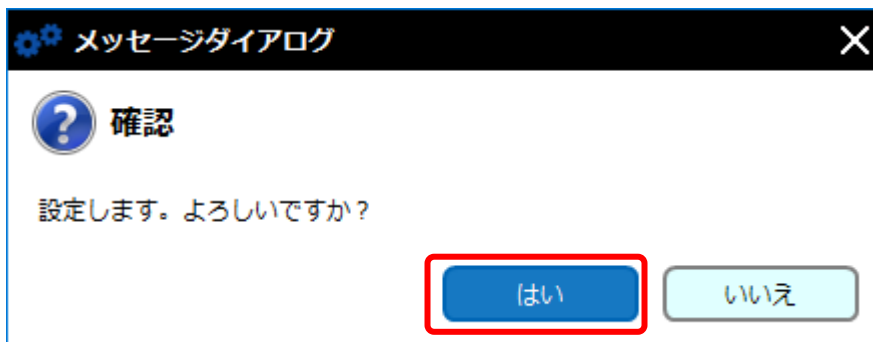 メッセージダイアログ
確認
設定します。よろしいですか？
はい
いいえ